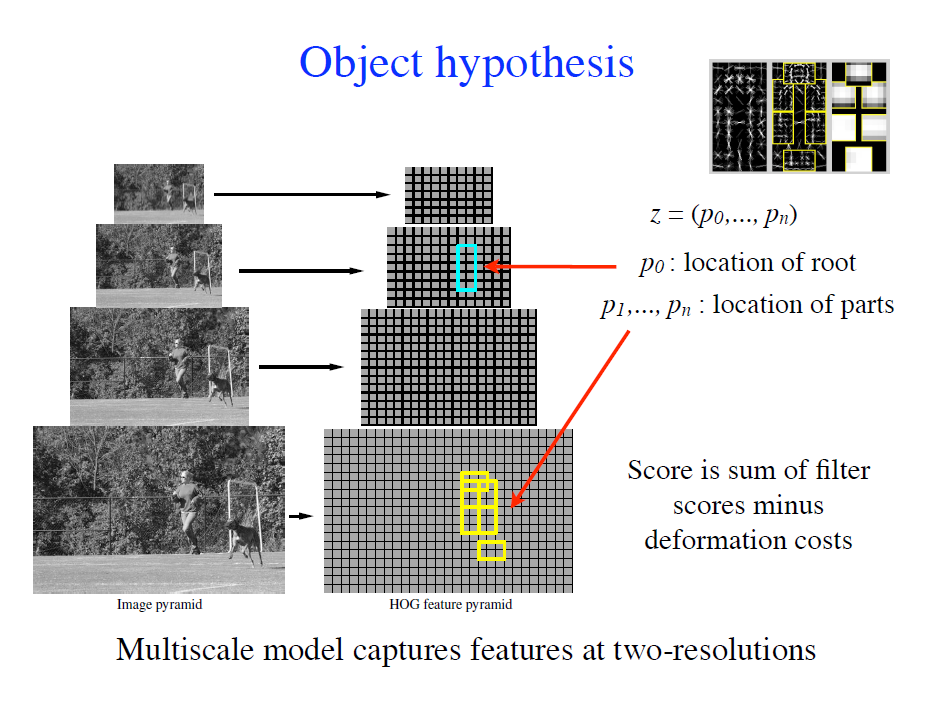 Object hypothesis
z = (p0,..., pn)
p0 : location of root
p1,..., pn : location of parts
Score is sum of filter
scores minus
deformation costs
Image pyramid
HOG feature pyramid
Multiscale model captures features at two-resolutions